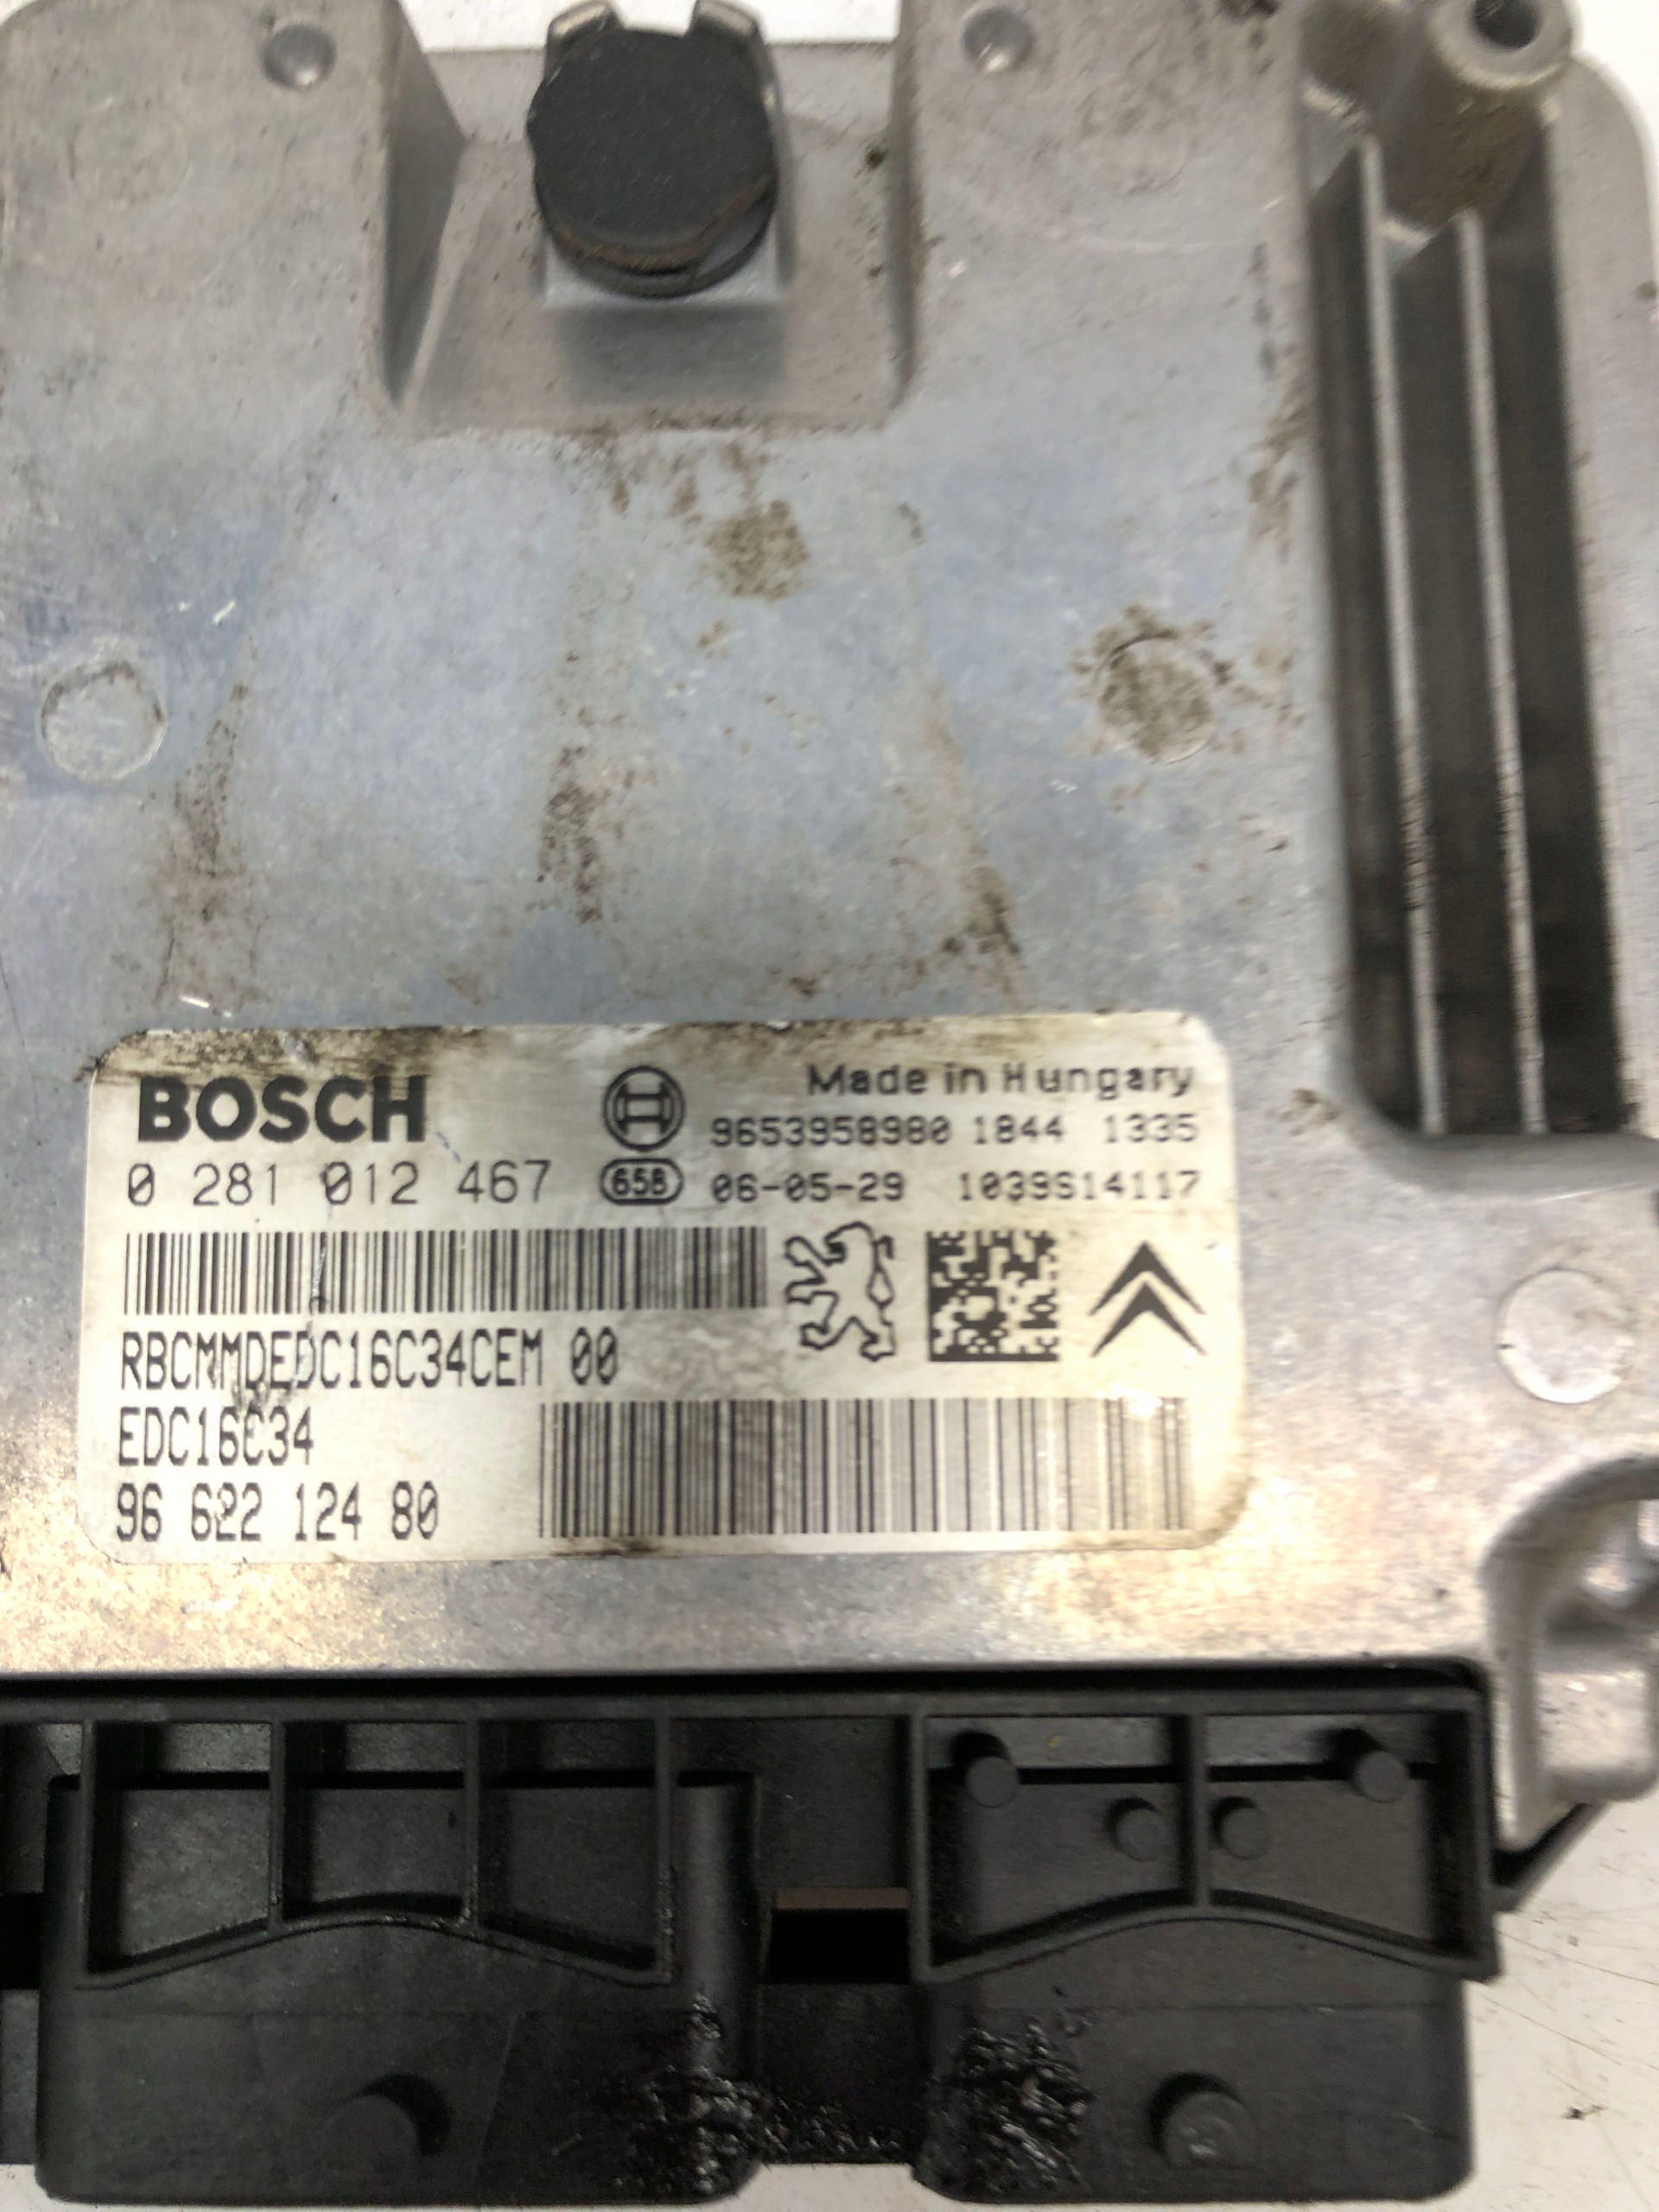 BOSCH
Made in Hungary
9653958980 1844 1335
0 281 012 467
658
06-05-29 1039S14117
RBCMMDEDC16C34CEM 00
EDC16C34
96 622 124 80